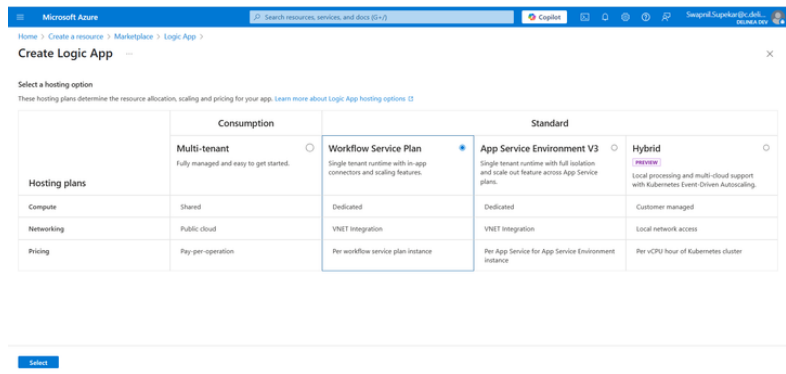 Microsoft Azure
Search resources, services, and docs (G+/)
Copilot
Swapnil.Supekar@c.deli...
DELINEA DEV
Home > Create a resource > Marketplace > Logic App >
Create Logic App ...
Select a hosting option
These hosting plans determine the resource allocation, scaling and pricing for your app. Learn more about Logic App hosting options
Consumption
Standard
Hosting plans
Multi-tenant
Fully managed and easy to get started.
Workflow Service Plan
Single tenant runtime with in-app
connectors and scaling features.
App Service Environment V3
Single tenant runtime with full isolation
and scale out feature across App Service
plans.
Hybrid
PREVIEW
Local processing and multi-cloud support
with Kubernetes Event-Driven Autoscaling.
Compute
Shared
Dedicated
Dedicated
Customer managed
Networking
Public cloud
VNET Integration
VNET Integration
Local network access
Pricing
Pay-per-operation
Per workflow service plan instance
Per App Service for App Service Environment
instance
Per vCPU hour of Kubernetes cluster
Select